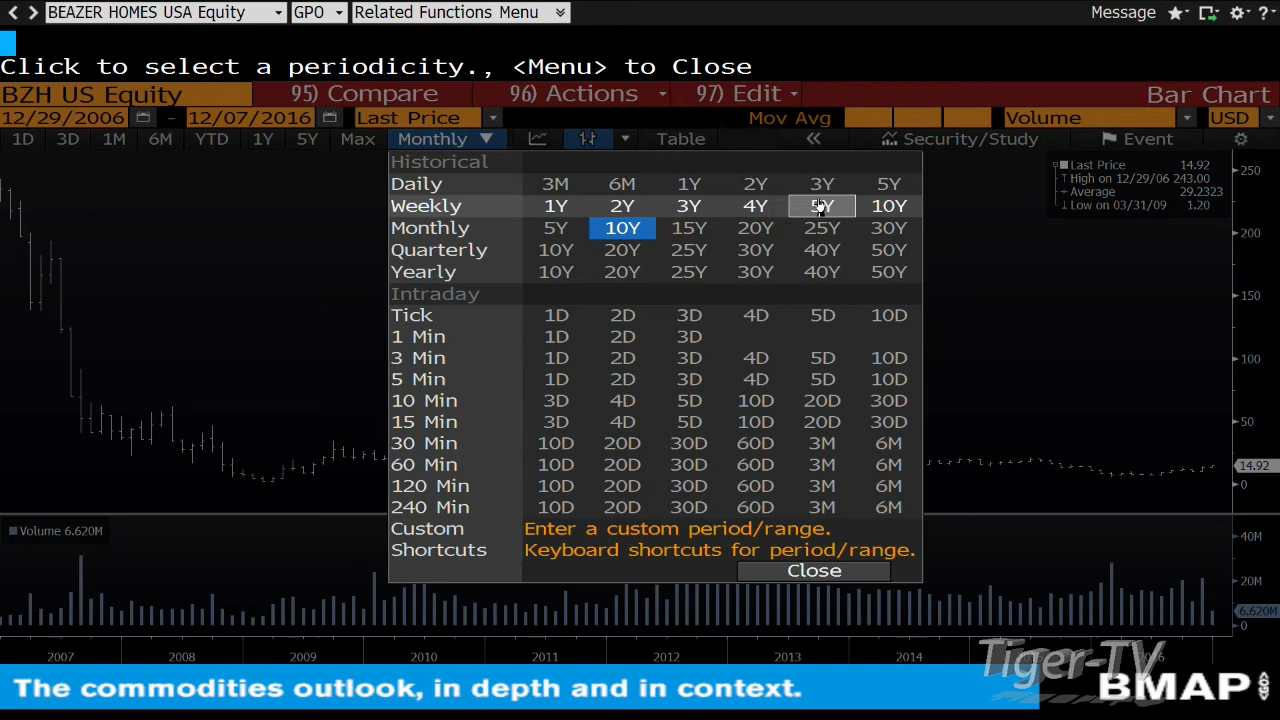 BEAZER HOMES USA Equity GPO Related Functions Menu Message ?
Click to select a periodicity., <Menu> to Close
BZH US Equity 95) Compare 96) Actions 97) Edit Bar Chart
12/29/2006 - 12/07/2016 Last Price Mov Avg Volume USD
1D 3D 1M 6M YTD 1Y 5Y Max Monthly Table Security/Study Event
Historical
Daily 3M 6M 1Y 2Y 3Y 5Y
Weekly 1Y 2Y 3Y 4Y 5Y 10Y
Monthly 5Y 10Y 15Y 20Y 25Y 30Y
Quarterly 10Y 20Y 25Y 30Y 40Y 50Y
Yearly 10Y 20Y 25Y 30Y 40Y 50Y
Intraday
Tick 1D 2D 3D 4D 5D 10D
1 Min 1D 2D 3D
3 Min 1D 2D 3D 4D 5D 10D
5 Min 1D 2D 3D 4D 5D 10D
10 Min 3D 4D 5D 10D 20D 30D
15 Min 3D 4D 5D 10D 20D 30D
30 Min 10D 20D 30D 60D 3M 6M
60 Min 10D 20D 30D 60D 3M 6M
120 Min 10D 20D 30D 60D 3M 6M
240 Min 10D 20D 30D 60D 3M 6M
Custom Enter a custom period/range.
Shortcuts Keyboard shortcuts for period/range.
Close
Last Price 14.92
High on 12/29/06 243.00
Average 29.2323
Low on 03/31/09 1.20
250
200
150
100
50
14.92
0
Volume 6.620M
40M
20M
6.620M
0
2007 2008 2009 2010 2011 2012 2013 2014
Tiger-TV
The commodities outlook, in depth and in context.
BMAP <GO>